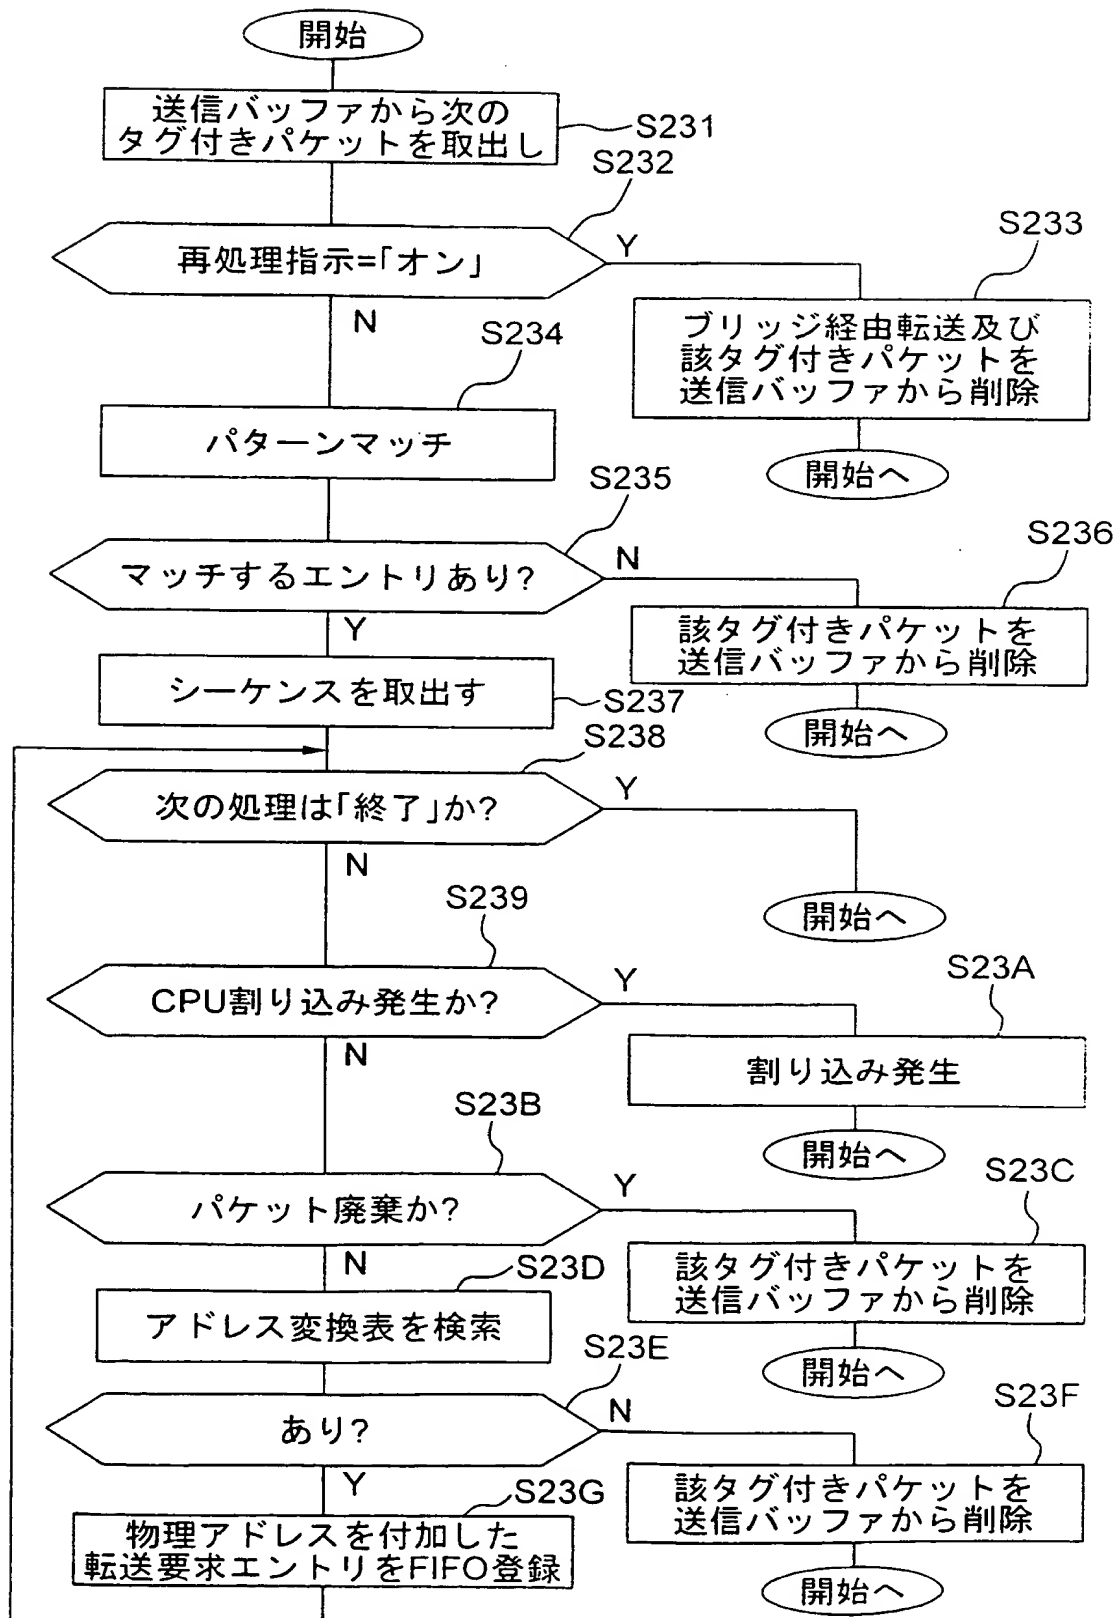 開始
送信バッファから次の
タグ付きパケットを取出し
S231
S232
再処理指示=｢オン｣
Y
N
S233
ブリッジ経由転送及び
該タグ付きパケットを
送信バッファから削除
開始へ
S234
パターンマッチ
S235
マッチするエントリあり?
N
Y
S236
該タグ付きパケットを
送信バッファから削除
開始へ
シーケンスを取出す
S237
S238
次の処理は｢終了｣か?
Y
N
開始へ
S239
CPU割り込み発生か?
Y
N
S23A
割り込み発生
開始へ
S23B
パケット廃棄か?
Y
N
S23C
該タグ付きパケットを
送信バッファから削除
開始へ
S23D
アドレス変換表を検索
S23E
あり?
N
Y
S23F
該タグ付きパケットを
送信バッファから削除
開始へ
S23G
物理アドレスを付加した
転送要求エントリをFIFO登録